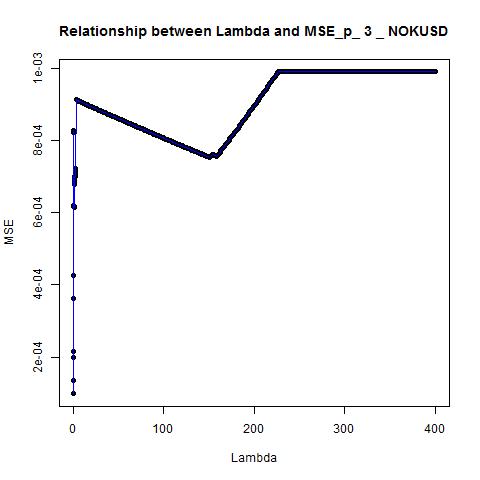 Relationship between Lambda and MSE_p_ 3 _ NOKUSD
1e-03
8e-04
6e-04
4e-04
2e-04
MSE
0
100
200
300
400
Lambda